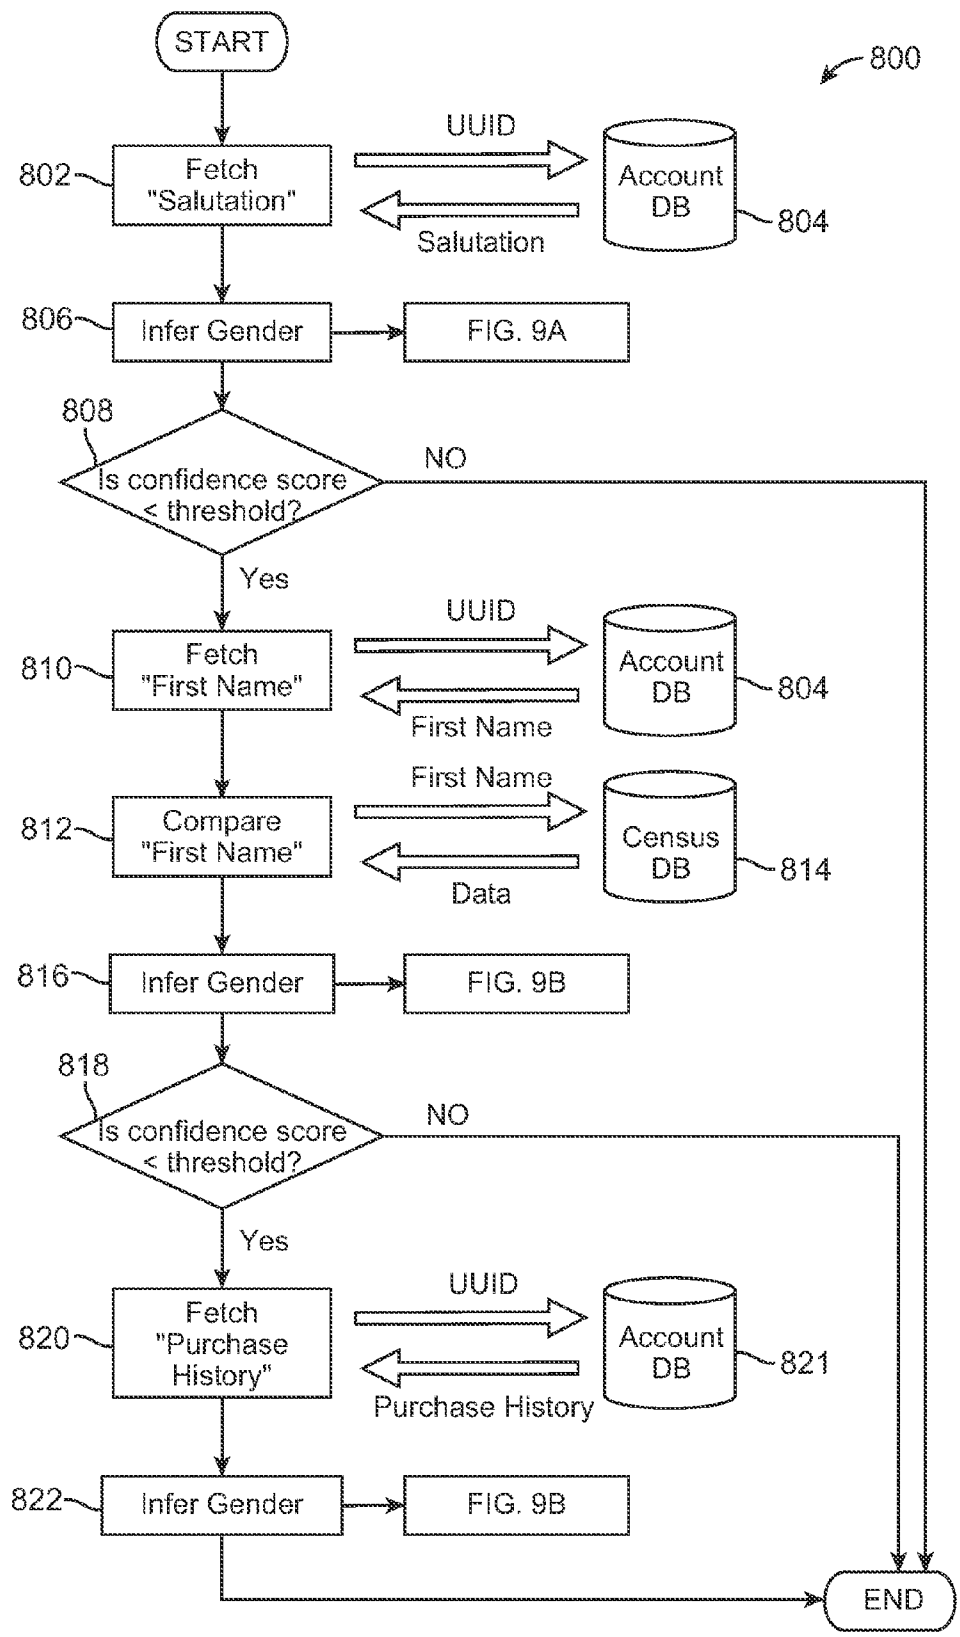 START
800
UUID
802
Fetch
"Salutation"
Account
DB
804
Salutation
806
Infer Gender
FIG. 9A
808
NO
Is confidence score
< threshold?
Yes
UUID
810
Fetch
"First Name"
Account
DB
804
First Name
First Name
812
Compare
"First Name"
Census
DB
814
Data
816
Infer Gender
FIG. 9B
818
NO
Is confidence score
< threshold?
Yes
UUID
820
Fetch
"Purchase
History"
Account
DB
821
Purchase History
822
Infer Gender
FIG. 9B
END